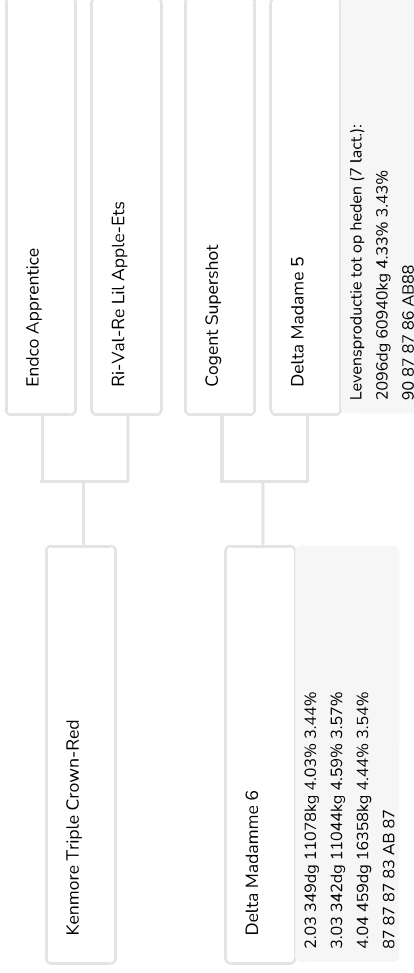 Kenmore Triple Crown-Red
Delta Madamme 6
2.03 349dg 11078kg 4.03% 3.44%
3.03 342dg 11044kg 4.59% 3.57%
4.04 459dg 16358kg 4.44% 3.54%
87 87 87 83 AB 87
Endco Apprentice
Ri-Val-Re Lil Apple-Ets
Cogent Supershot
Delta Madame 5
Levensproductie tot op heden (7 lact.):
2096dg 60940kg 4.33% 3.43%
90 87 87 86 AB88